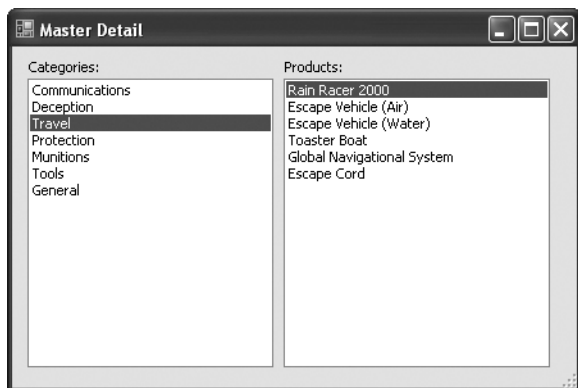 Master Detail
Categories:
Communications
Deception
Travel
Protection
Munitions
Tools
General
Products:
Rain Racer 2000
Escape Vehicle (Air)
Escape Vehicle (Water)
Toaster Boat
Global Navigational System
Escape Cord